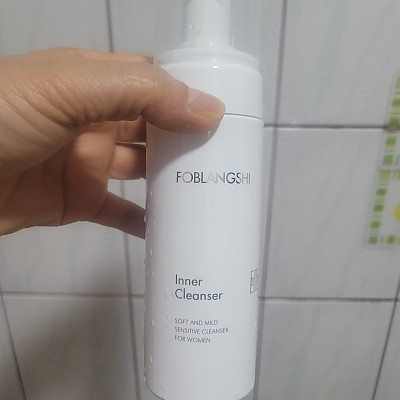 FOBLANGSHI
Inner
Cleanser
SOFT AND MILD
SENSITIVE CLEANSER
FOR WOMEN